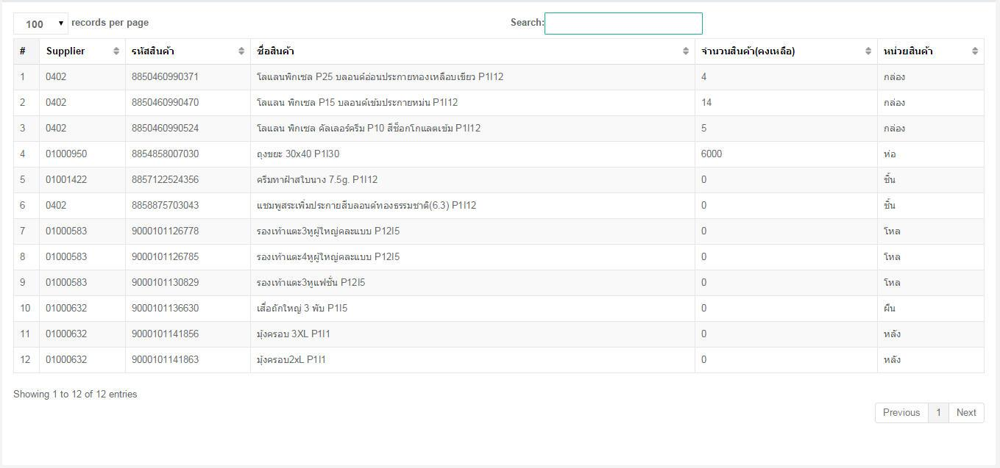 100 records per page Search:
# Supplier รหัสสินค้า ชื่อสินค้า จำนวนสินค้า(คงเหลือ) หน่วยสินค้า
1 0402 8850460990371 โลแลนพิกเซล P25 บลอนด์อ่อนประกายทองเหลือบเขียว P1I12 4 กล่อง
2 0402 8850460990470 โลแลน พิกเซล P15 บลอนด์เข้มประกายหม่น P1I12 14 กล่อง
3 0402 8850460990524 โลแลน พิกเซล คัลเลอร์ครีม P10 สีช็อกโกแลตเข้ม P1I12 5 กล่อง
4 01000950 8854858007030 ถุงขยะ 30x40 P1I30 6000 ห่อ
5 01001422 8857122524356 ครีมทาฝ้าสใบนาง 7.5g. P1I12 0 ชิ้น
6 0402 8858875703043 แชมพูสระเพิ่มประกายสีบลอนด์ทองธรรมชาติ(6.3) P1I12 0 ชิ้น
7 01000583 9000101126778 รองเท้าแตะ3หูผู้ใหญ่คละแบบ P12I5 0 โหล
8 01000583 9000101126785 รองเท้าแตะ4หูผู้ใหญ่คละแบบ P12I5 0 โหล
9 01000583 9000101130829 รองเท้าแตะ3หูแฟชั่น P12I5 0 โหล
10 01000632 9000101136630 เสื่อถักใหญ่ 3 พับ P1I5 0 ผืน
11 01000632 9000101141856 มุ้งครอบ 3XL P1I1 0 หลัง
12 01000632 9000101141863 มุ้งครอบ2xL P1I1 0 หลัง
Showing 1 to 12 of 12 entries
Previous 1 Next